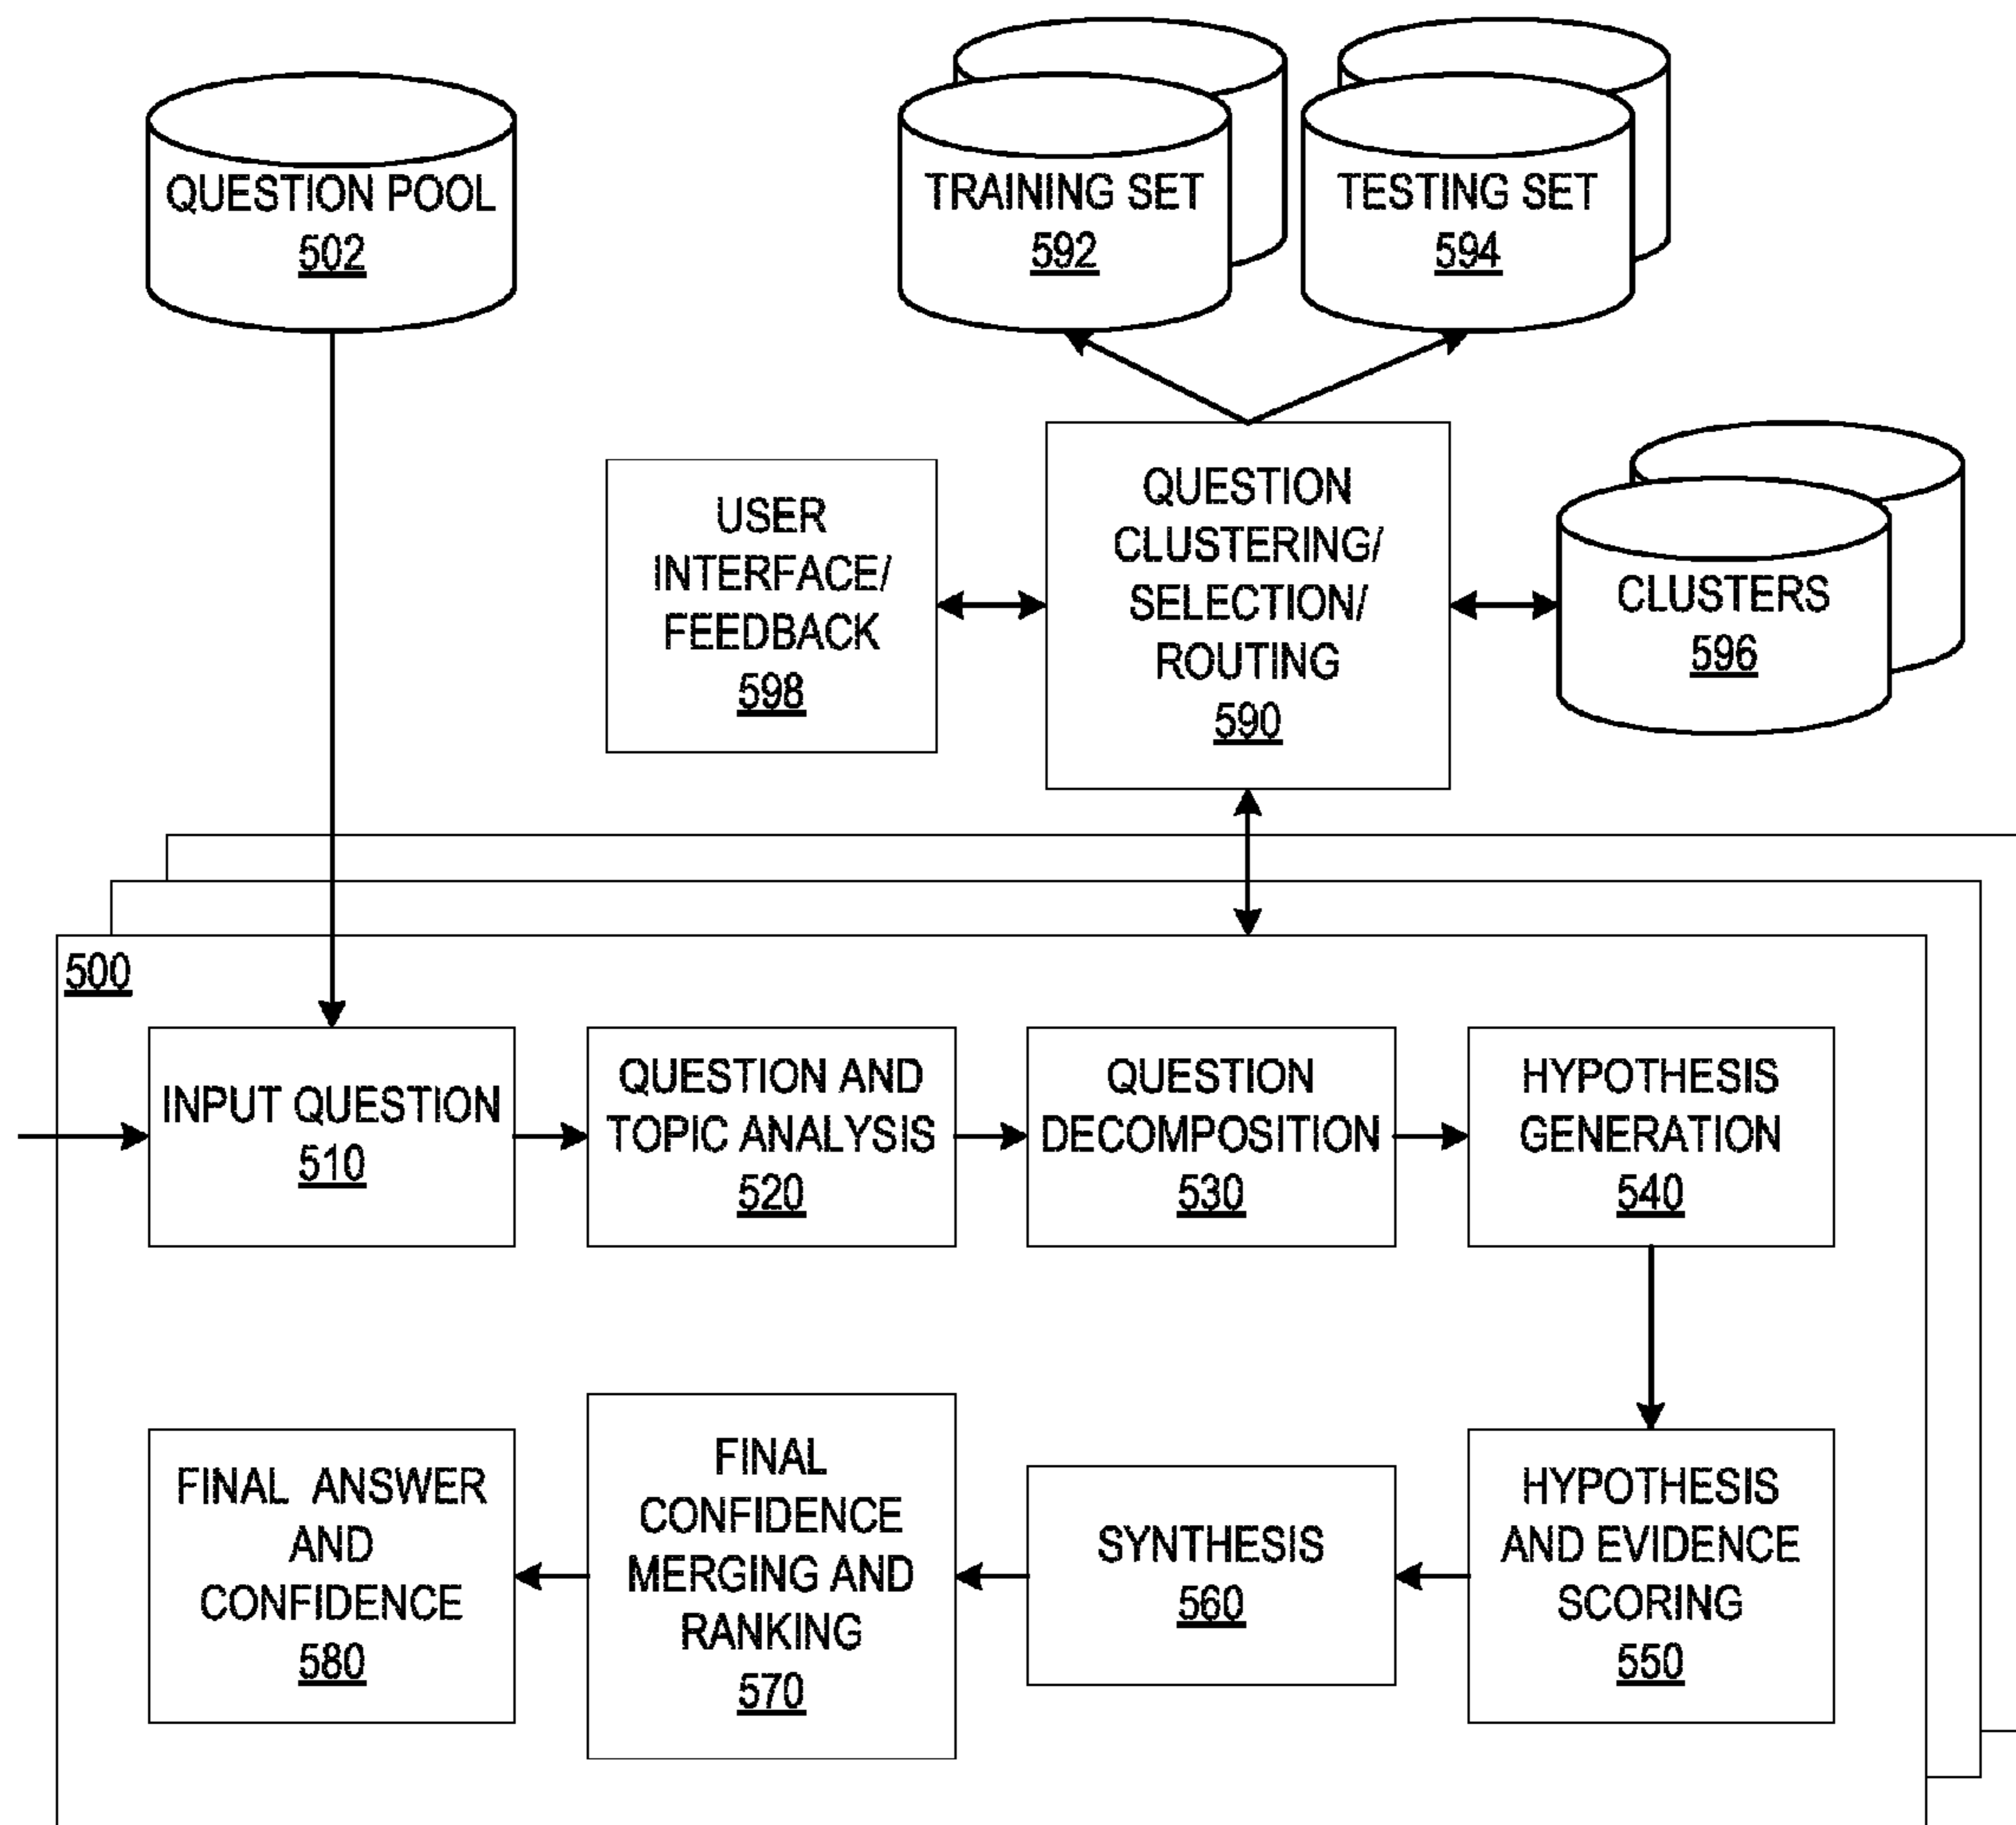 QUESTION POOL
502
TRAINING SET
592
TESTING SET
594
USER
INTERFACE/
FEEDBACK
598
QUESTION
CLUSTERING/
SELECTION/
ROUTING
590
CLUSTERS
596
500
INPUT QUESTION
510
QUESTION AND
TOPIC ANALYSIS
520
QUESTION
DECOMPOSITION
530
HYPOTHESIS
GENERATION
540
FINAL ANSWER
AND
CONFIDENCE
580
FINAL
CONFIDENCE
MERGING AND
RANKING
570
SYNTHESIS
560
HYPOTHESIS
AND EVIDENCE
SCORING
550